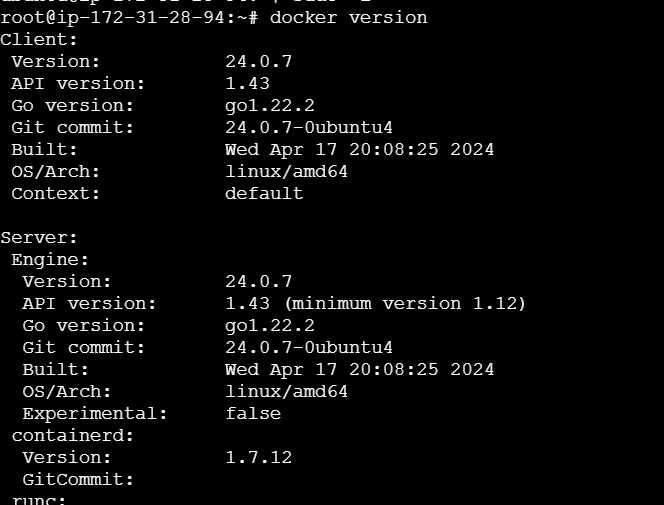 root@ip-172-31-28-94:~# docker version
Client:
 Version:           24.0.7
 API version:       1.43
 Go version:        go1.22.2
 Git commit:        24.0.7-0ubuntu4
 Built:             Wed Apr 17 20:08:25 2024
 OS/Arch:           linux/amd64
 Context:           default

Server:
 Engine:
  Version:          24.0.7
  API version:      1.43 (minimum version 1.12)
  Go version:       go1.22.2
  Git commit:       24.0.7-0ubuntu4
  Built:            Wed Apr 17 20:08:25 2024
  OS/Arch:          linux/amd64
  Experimental:     false
 containerd:
  Version:          1.7.12
  GitCommit:
 runc: